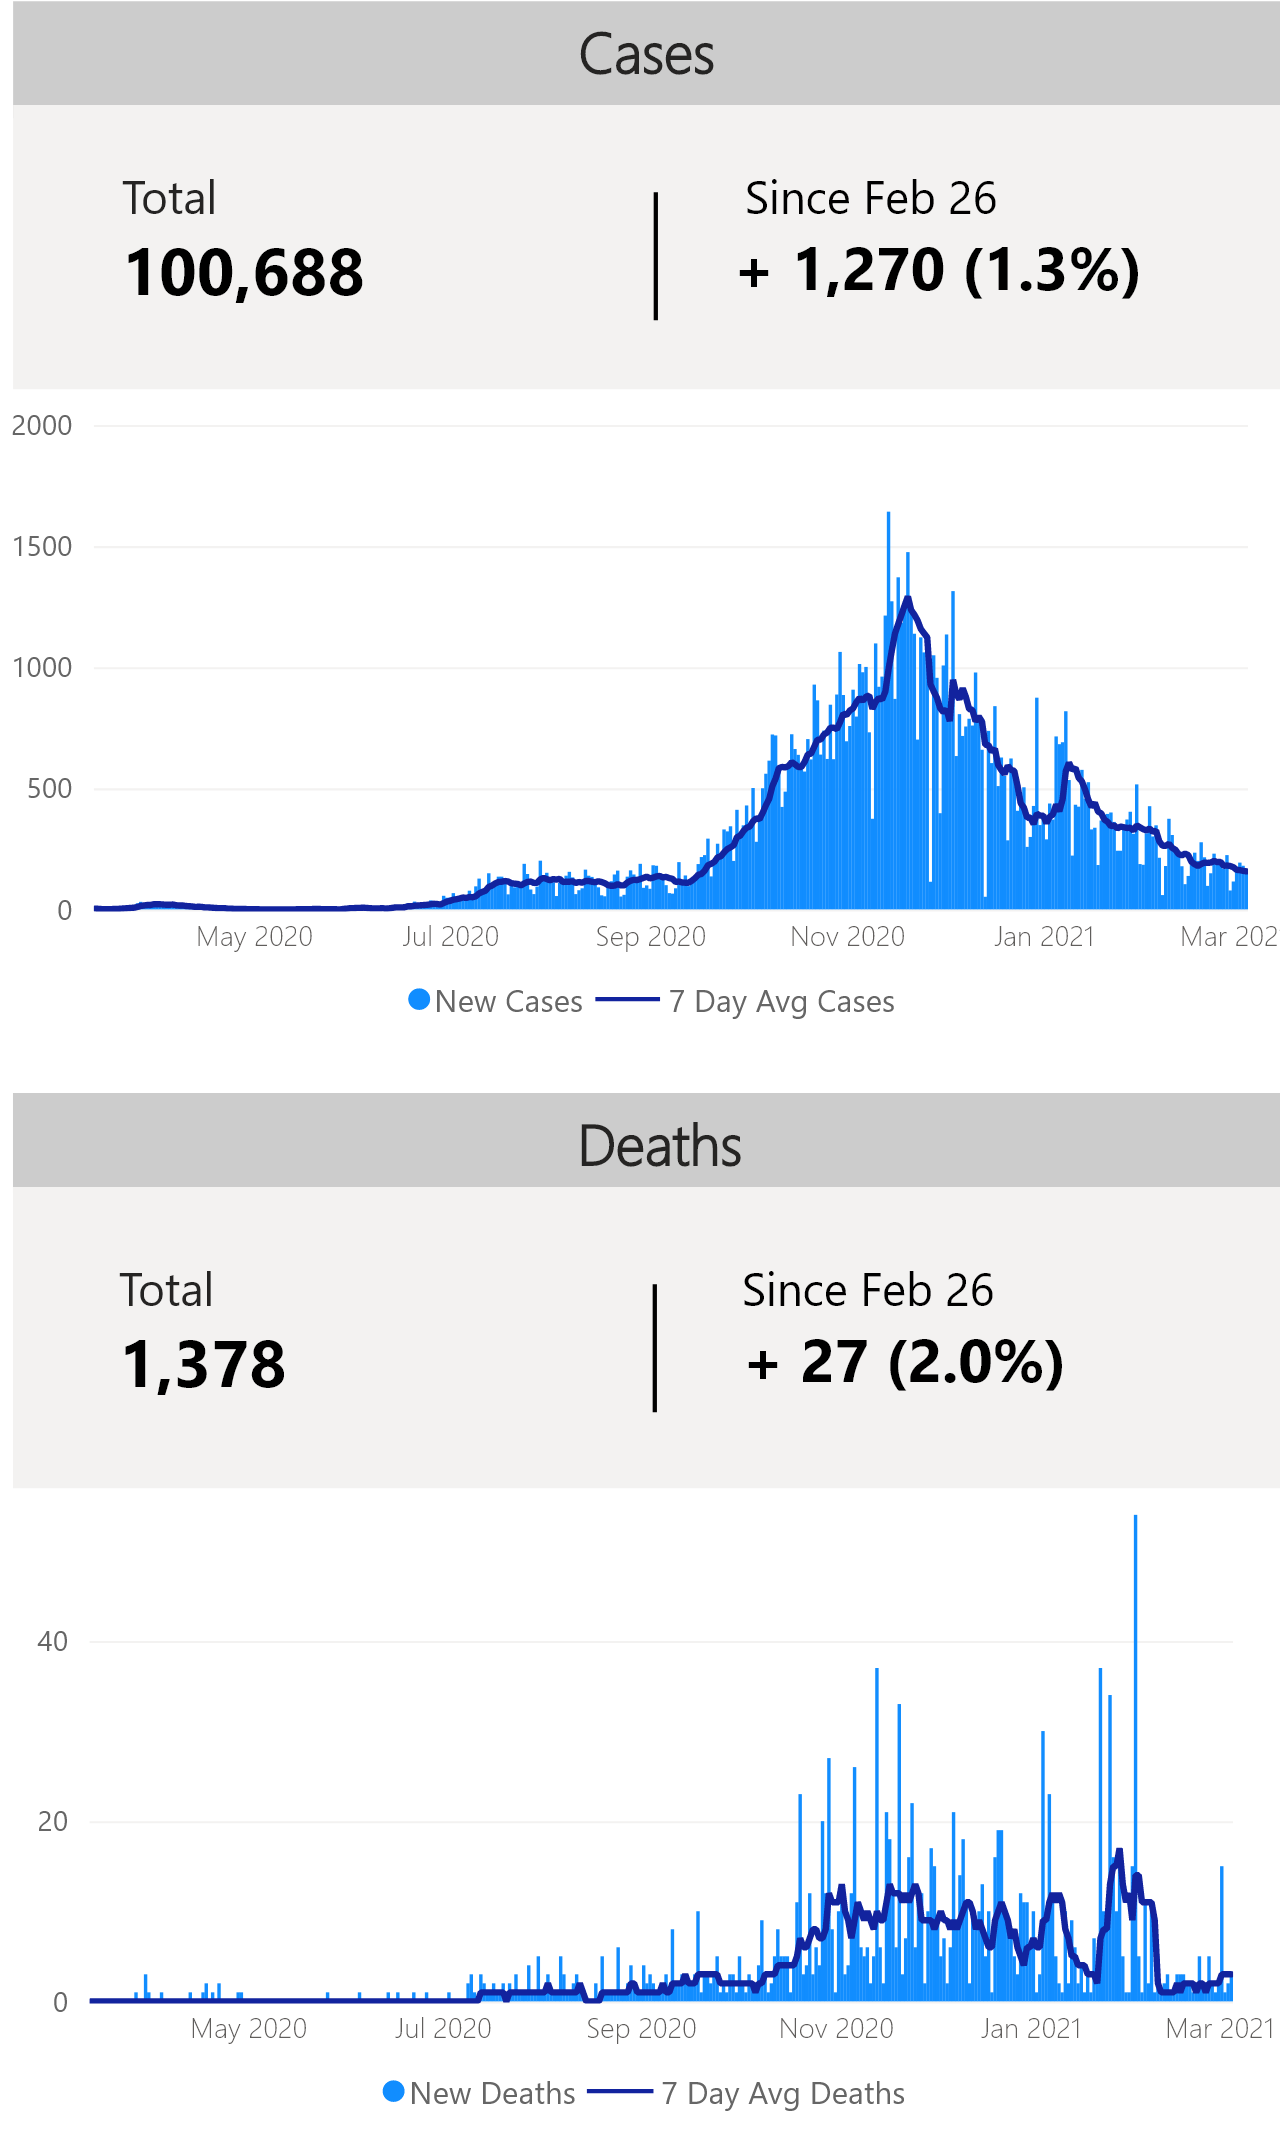 Cases
Total
Since Feb 26
100,688
+ 1,270 (1.3%)
2000
1500
1000
500
0
May 2020
Jul 2020
Sep 2020
Nov 2020
Jan 2021
Mar 202
New Cases
7 Day Avg Cases
Deaths
Total
Since Feb 26
1,378
+ 27 (2.0%)
40
20
0
May 2020
Jul 2020
Sep 2020
Nov 2020
Jan 2021
Mar 2021
New Deaths
7 Day Avg Deaths